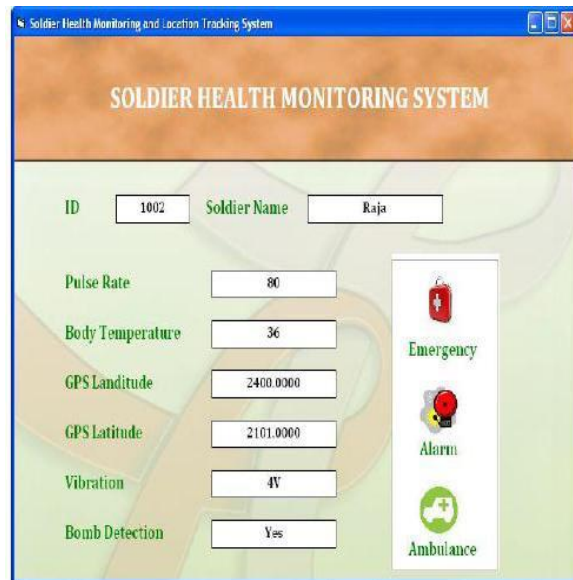 Soldier Health Monitoring and Location Tracking System
SOLDIER HEALTH MONITORING SYSTEM
ID 1002 Soldier Name Raja
Pulse Rate 80
Body Temperature 36
GPS Landitude 2400.0000
GPS Latitude 2101.0000
Vibration 4V
Bomb Detection Yes
Emergency
Alarm
Ambulance